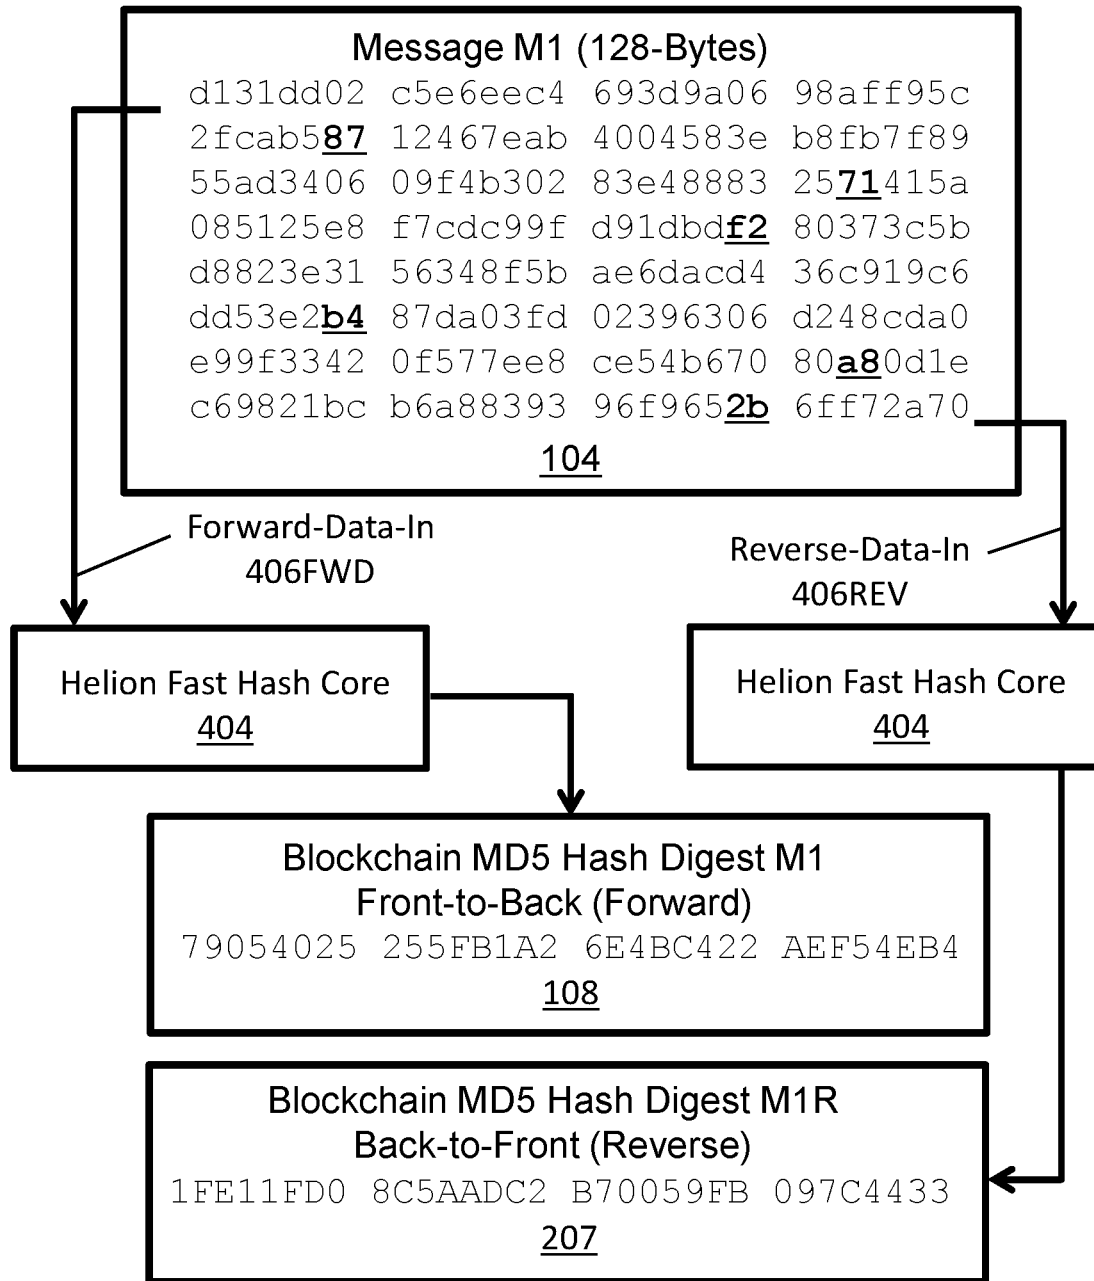 Message M1 (128-Bytes)
d131dd02 c5e6eec4 693d9a06 98aff95c
2fcab587 12467eab 4004583e b8fb7f89
55ad3406 09f4b302 83e48883 2571415a
085125e8 f7cdc99f d91dbdf2 80373c5b
d8823e31 56348f5b ae6dacd4 36c919c6
dd53e2b4 87da03fd 02396306 d248cda0
e99f3342 0f577ee8 ce54b670 80a80d1e
c69821bc b6a88393 96f9652b 6ff72a70
104
Forward-Data-In
406FWD
Reverse-Data-In
406REV
Helion Fast Hash Core
404
Helion Fast Hash Core
404
Blockchain MD5 Hash Digest M1
Front-to-Back (Forward)
79054025 255FB1A2 6E4BC422 AEF54EB4
108
Blockchain MD5 Hash Digest M1R
Back-to-Front (Reverse)
1FE11FD0 8C5AADC2 B70059FB 097C4433
207